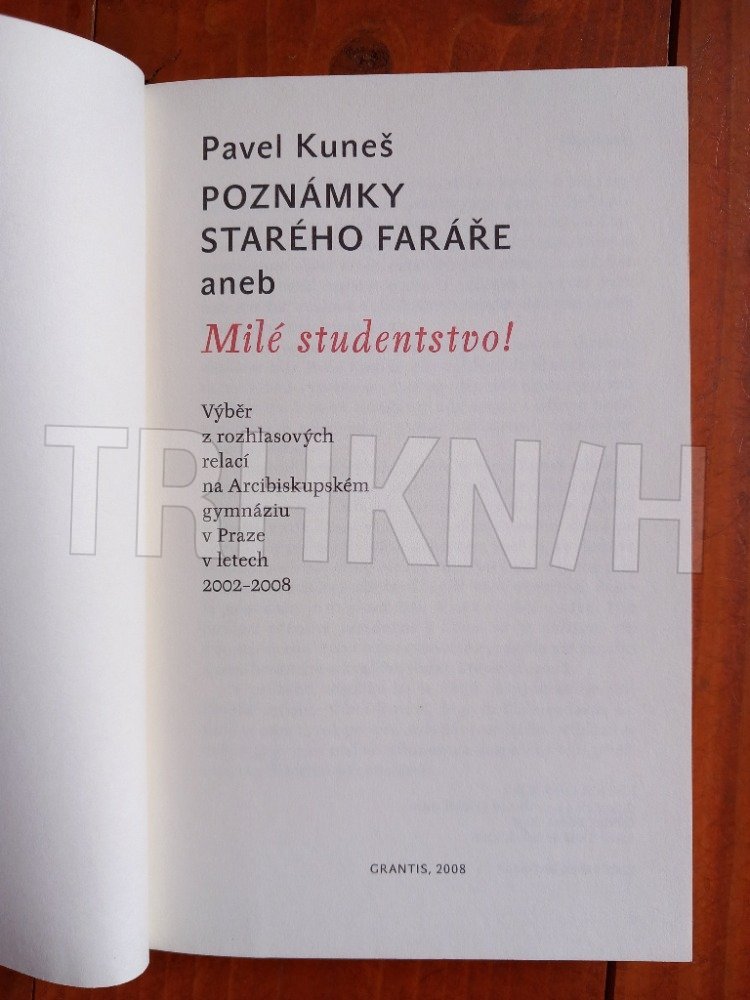 Pavel Kuneš
POZNÁMKY
STARÉHO FARÁŘE
aneb
Milé studentstvo!
Výběr
z rozhlasových
relací
na Arcibiskupském
gymnáziu
v Praze
v letech
2002–2008
TRHKNIH
GRANTIS, 2008